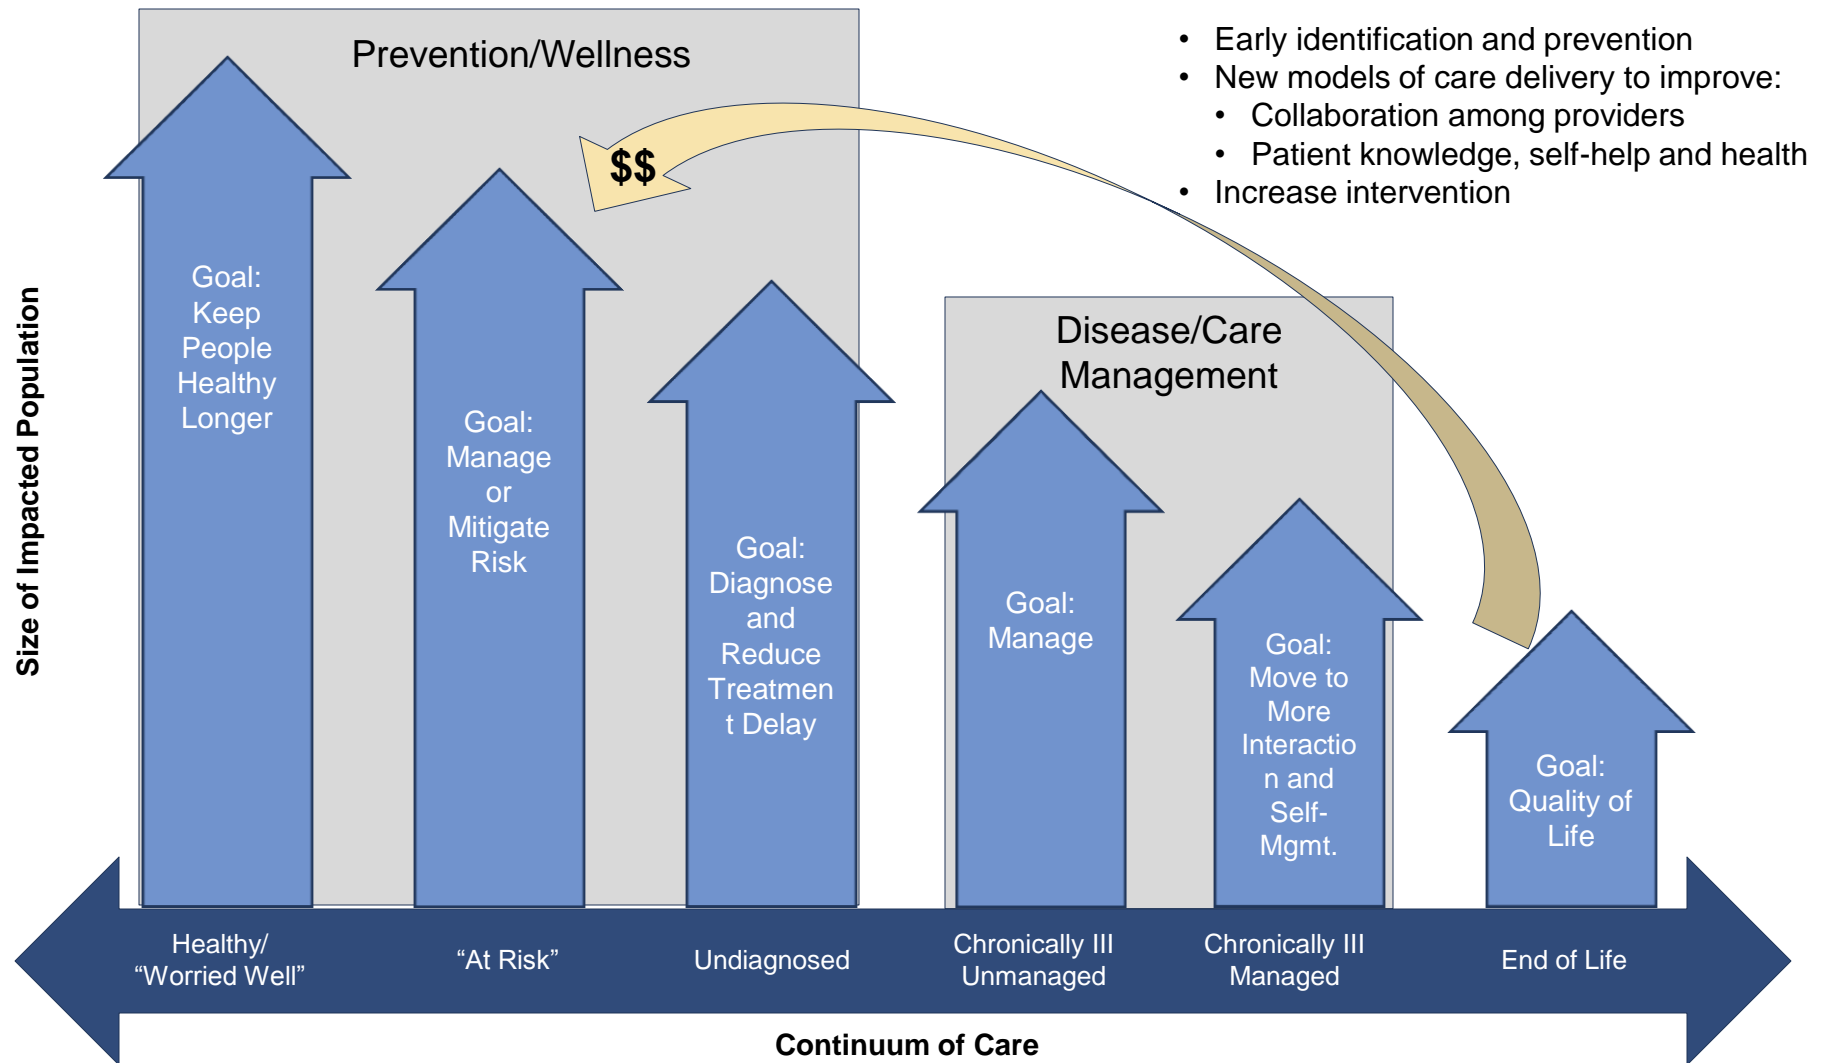 Prevention/Wellness
• Early identification and prevention
• New models of care delivery to improve:
• Collaboration among providers
• Patient knowledge, self-help and health
• Increase intervention
$$
Size of Impacted Population
Goal:
Keep
People
Healthy
Longer
Goal:
Manage
or
Mitigate
Risk
Goal:
Diagnose
and
Reduce
Treatmen
t Delay
Disease/Care
Management
Goal:
Manage
Goal:
Move to
More
Interactio
n and
Self-
Mgmt.
Goal:
Quality of
Life
Healthy/
“Worried Well”
“At Risk”
Undiagnosed
Chronically III
Unmanaged
Chronically III
Managed
End of Life
Continuum of Care